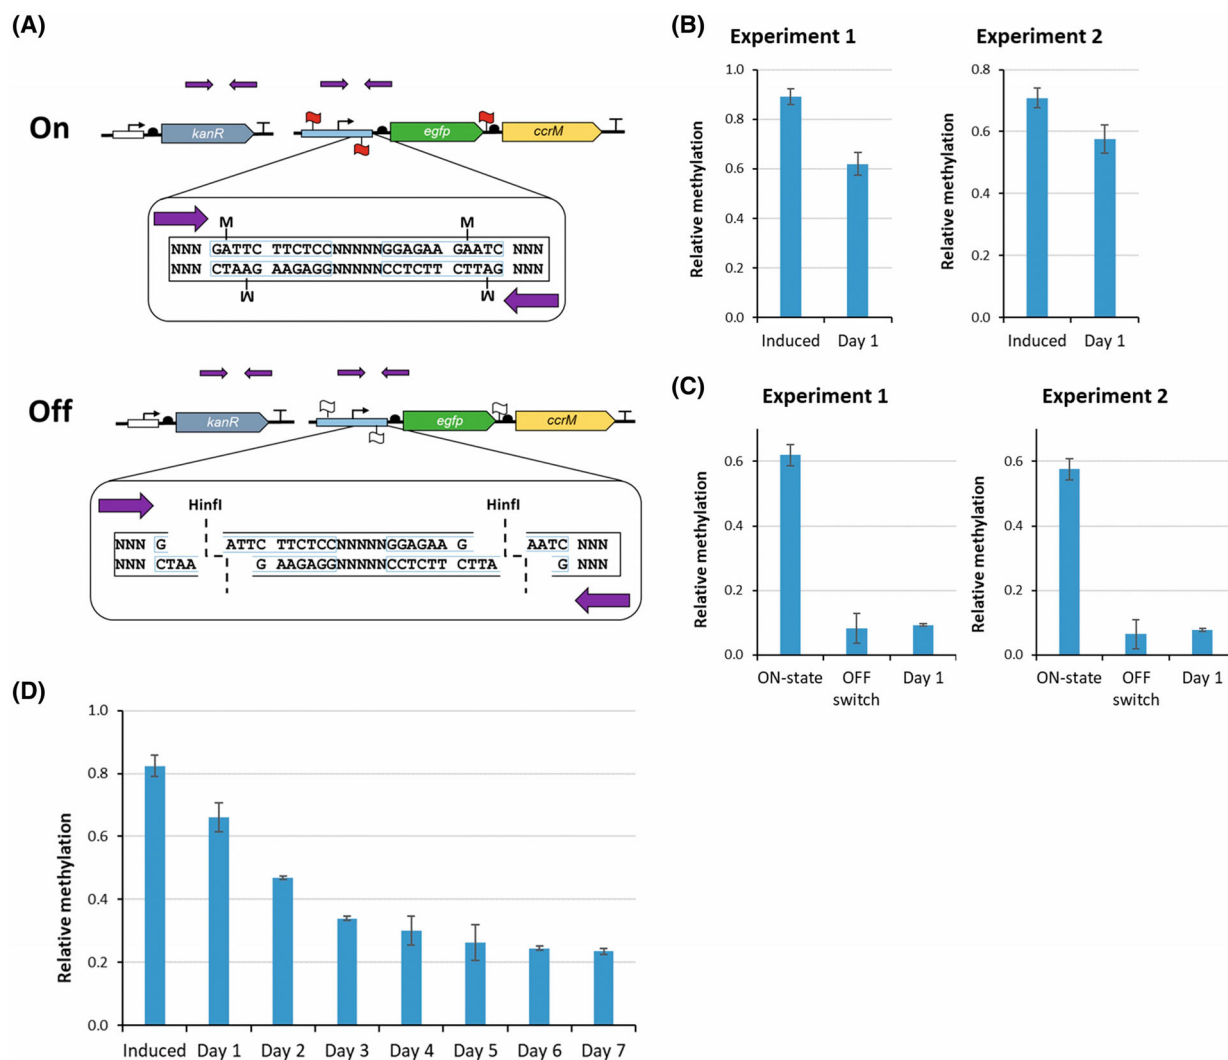 (A)
On
kanR
egfp
ccrM
M M
NNN GATTC TTCTCCNNNNNGGAGAA GAATC NNN
NNN CTAAG AAGAGGNNNNNCCTCTT CTTAG NNN
M M
Off
kanR
egfp
ccrM
HinfI HinfI
NNN G ATTC TTCTCCNNNNNGGAGAA G AATC NNN
NNN CTAA G AAGAGGNNNNNCCTCTT CTTA G NNN
(B)
Experiment 1
Relative methylation
1.0
0.8
0.6
0.4
0.2
0.0
Induced Day 1
Experiment 2
Relative methylation
0.8
0.6
0.4
0.2
0.0
Induced Day 1
(C)
Experiment 1
Relative methylation
0.6
0.4
0.2
0.0
ON-state OFF switch Day 1
Experiment 2
Relative methylation
0.6
0.4
0.2
0.0
ON-state OFF switch Day 1
(D)
Relative methylation
1.0
0.8
0.6
0.4
0.2
0.0
Induced Day 1 Day 2 Day 3 Day 4 Day 5 Day 6 Day 7